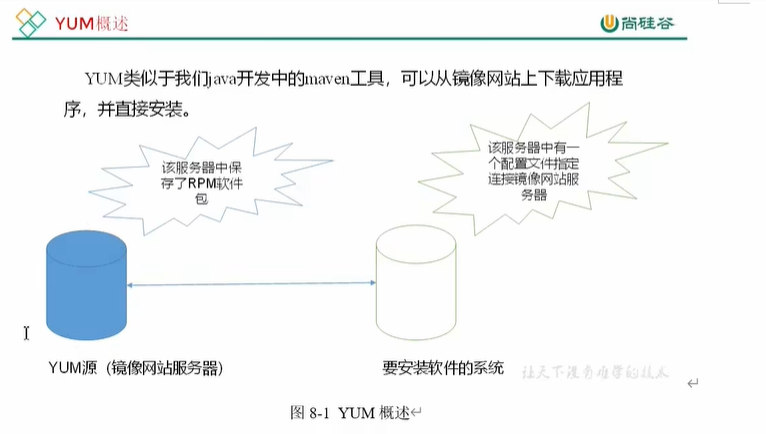 YUM概述
尚硅谷
YUM类似于我们java开发中的maven工具，可以从镜像网站上下载应用程
序，并直接安装。
该服务器中保
存了RPM软件
包
该服务器中有一
个配置文件指定
连接镜像网站服
务器
YUM源（镜像网站服务器）
要安装软件的系统
让天下没有难学的技术
图 8-1 YUM 概述